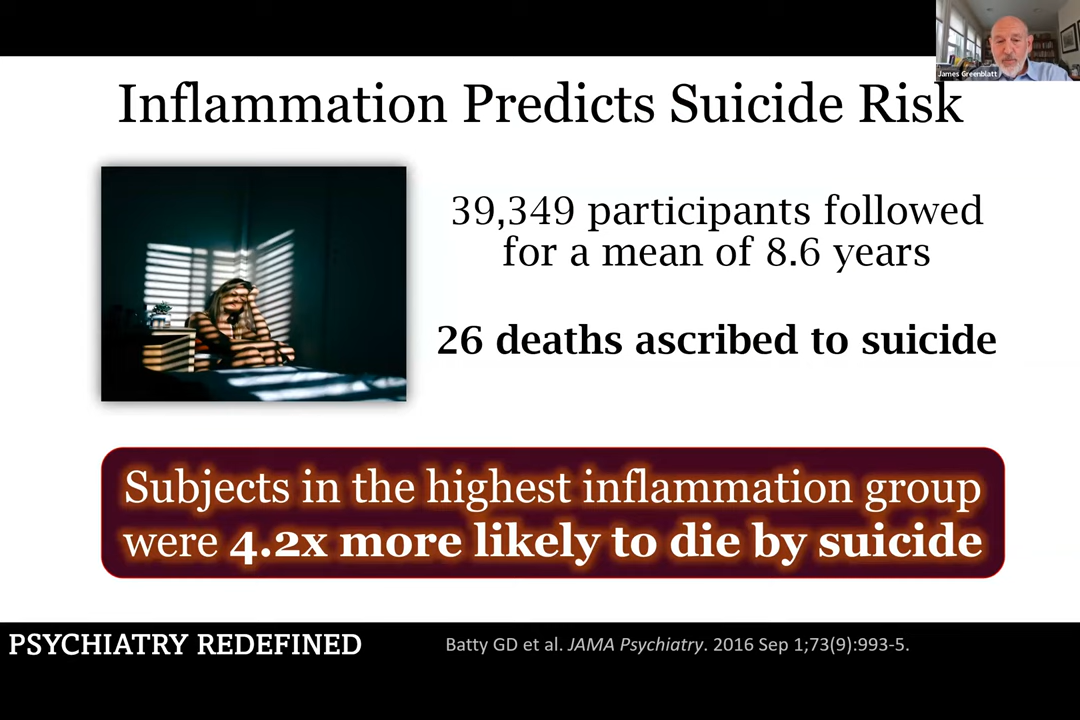 James Greenblatt
Inflammation Predicts Suicide Risk
39,349 participants followed
for a mean of 8.6 years
26 deaths ascribed to suicide
Subjects in the highest inflammation group
were 4.2x more likely to die by suicide
PSYCHIATRY REDEFINED
Batty GD et al. JAMA Psychiatry. 2016 Sep 1;73(9):993-5.